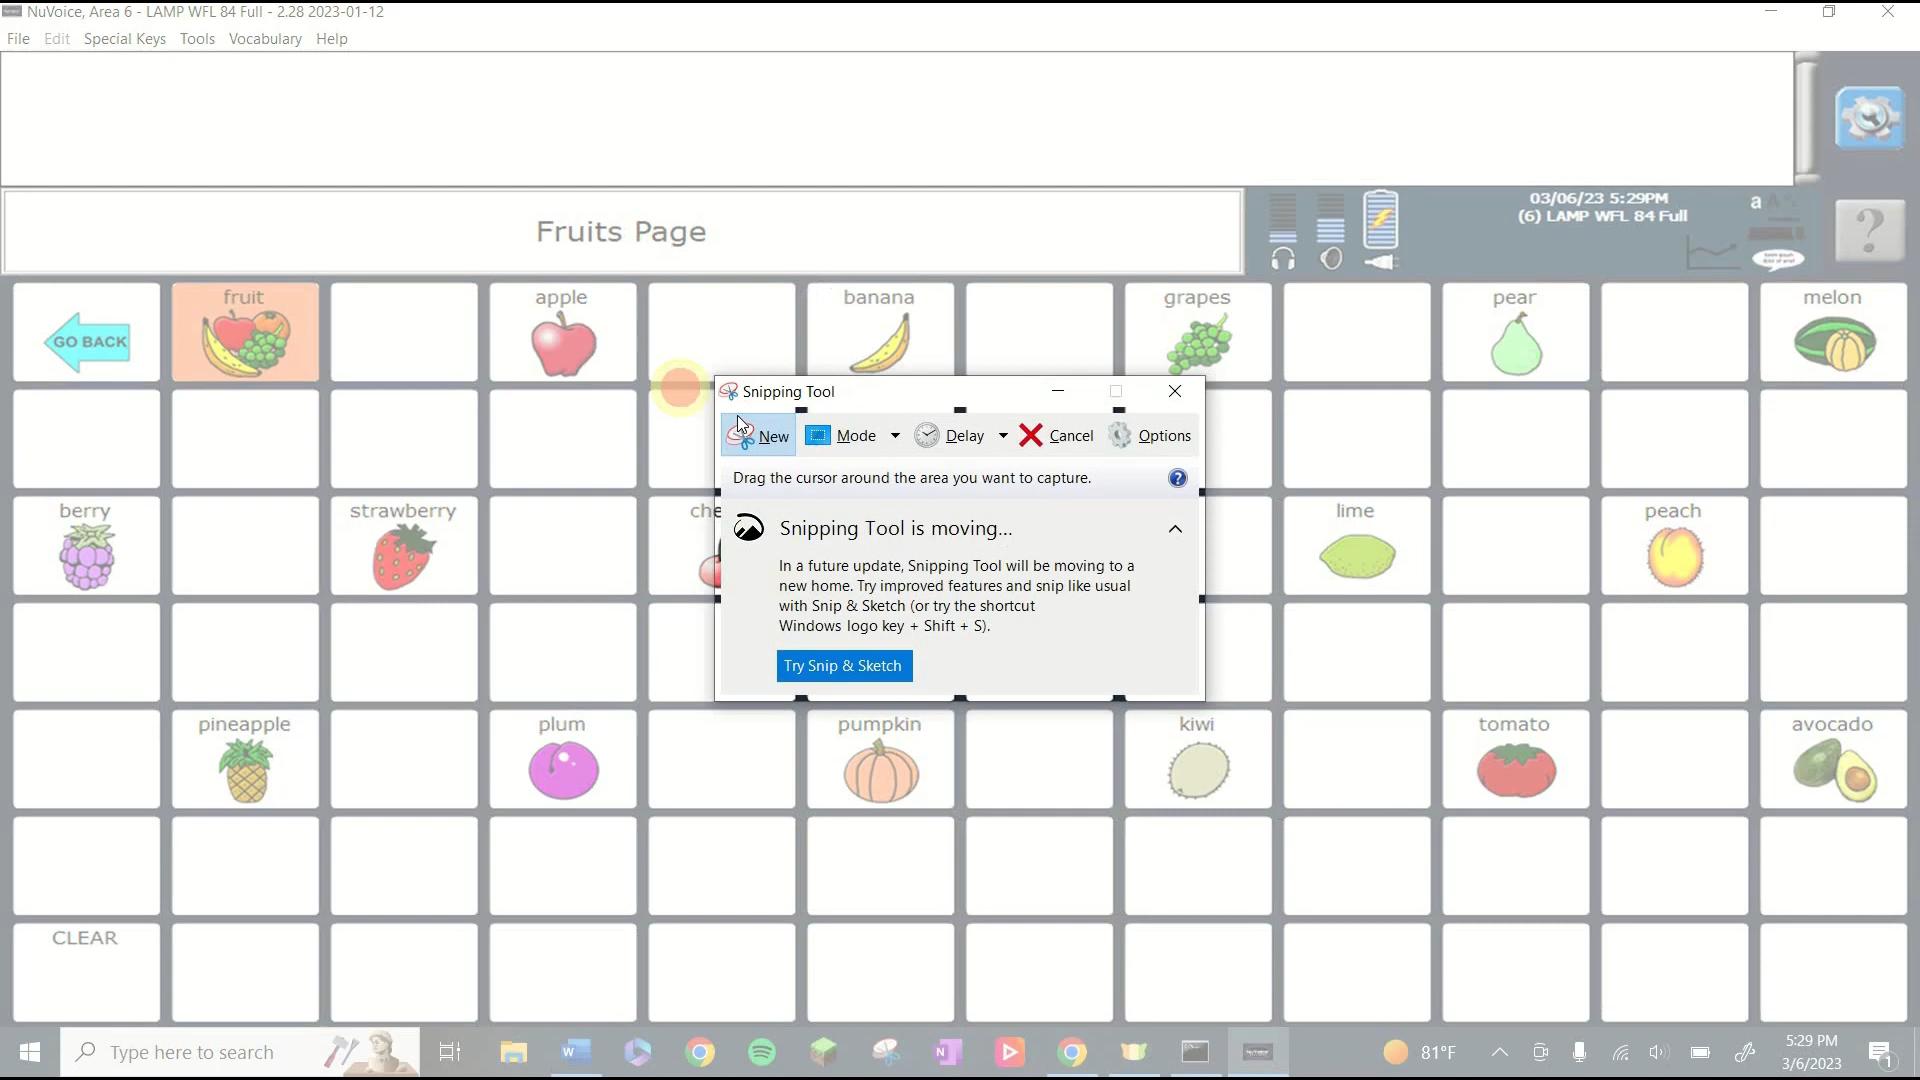 NuVoice, Area 6 - LAMP WFL 84 Full - 2.28 2023-01-12
File Edit Special Keys Tools Vocabulary Help
Fruits Page
03/06/23 5:29PM
(6) LAMP WFL 84 Full
a
?
GO BACK
fruit
apple
banana
grapes
pear
melon
Snipping Tool
New
Mode
Delay
Cancel
Options
Drag the cursor around the area you want to capture.
?
Snipping Tool is moving...
In a future update, Snipping Tool will be moving to a
new home. Try improved features and snip like usual
with Snip & Sketch (or try the shortcut
Windows logo key + Shift + S).
Try Snip & Sketch
berry
strawberry
che
lime
peach
pineapple
plum
pumpkin
kiwi
tomato
avocado
CLEAR
Type here to search
81°F
5:29 PM
3/6/2023
1